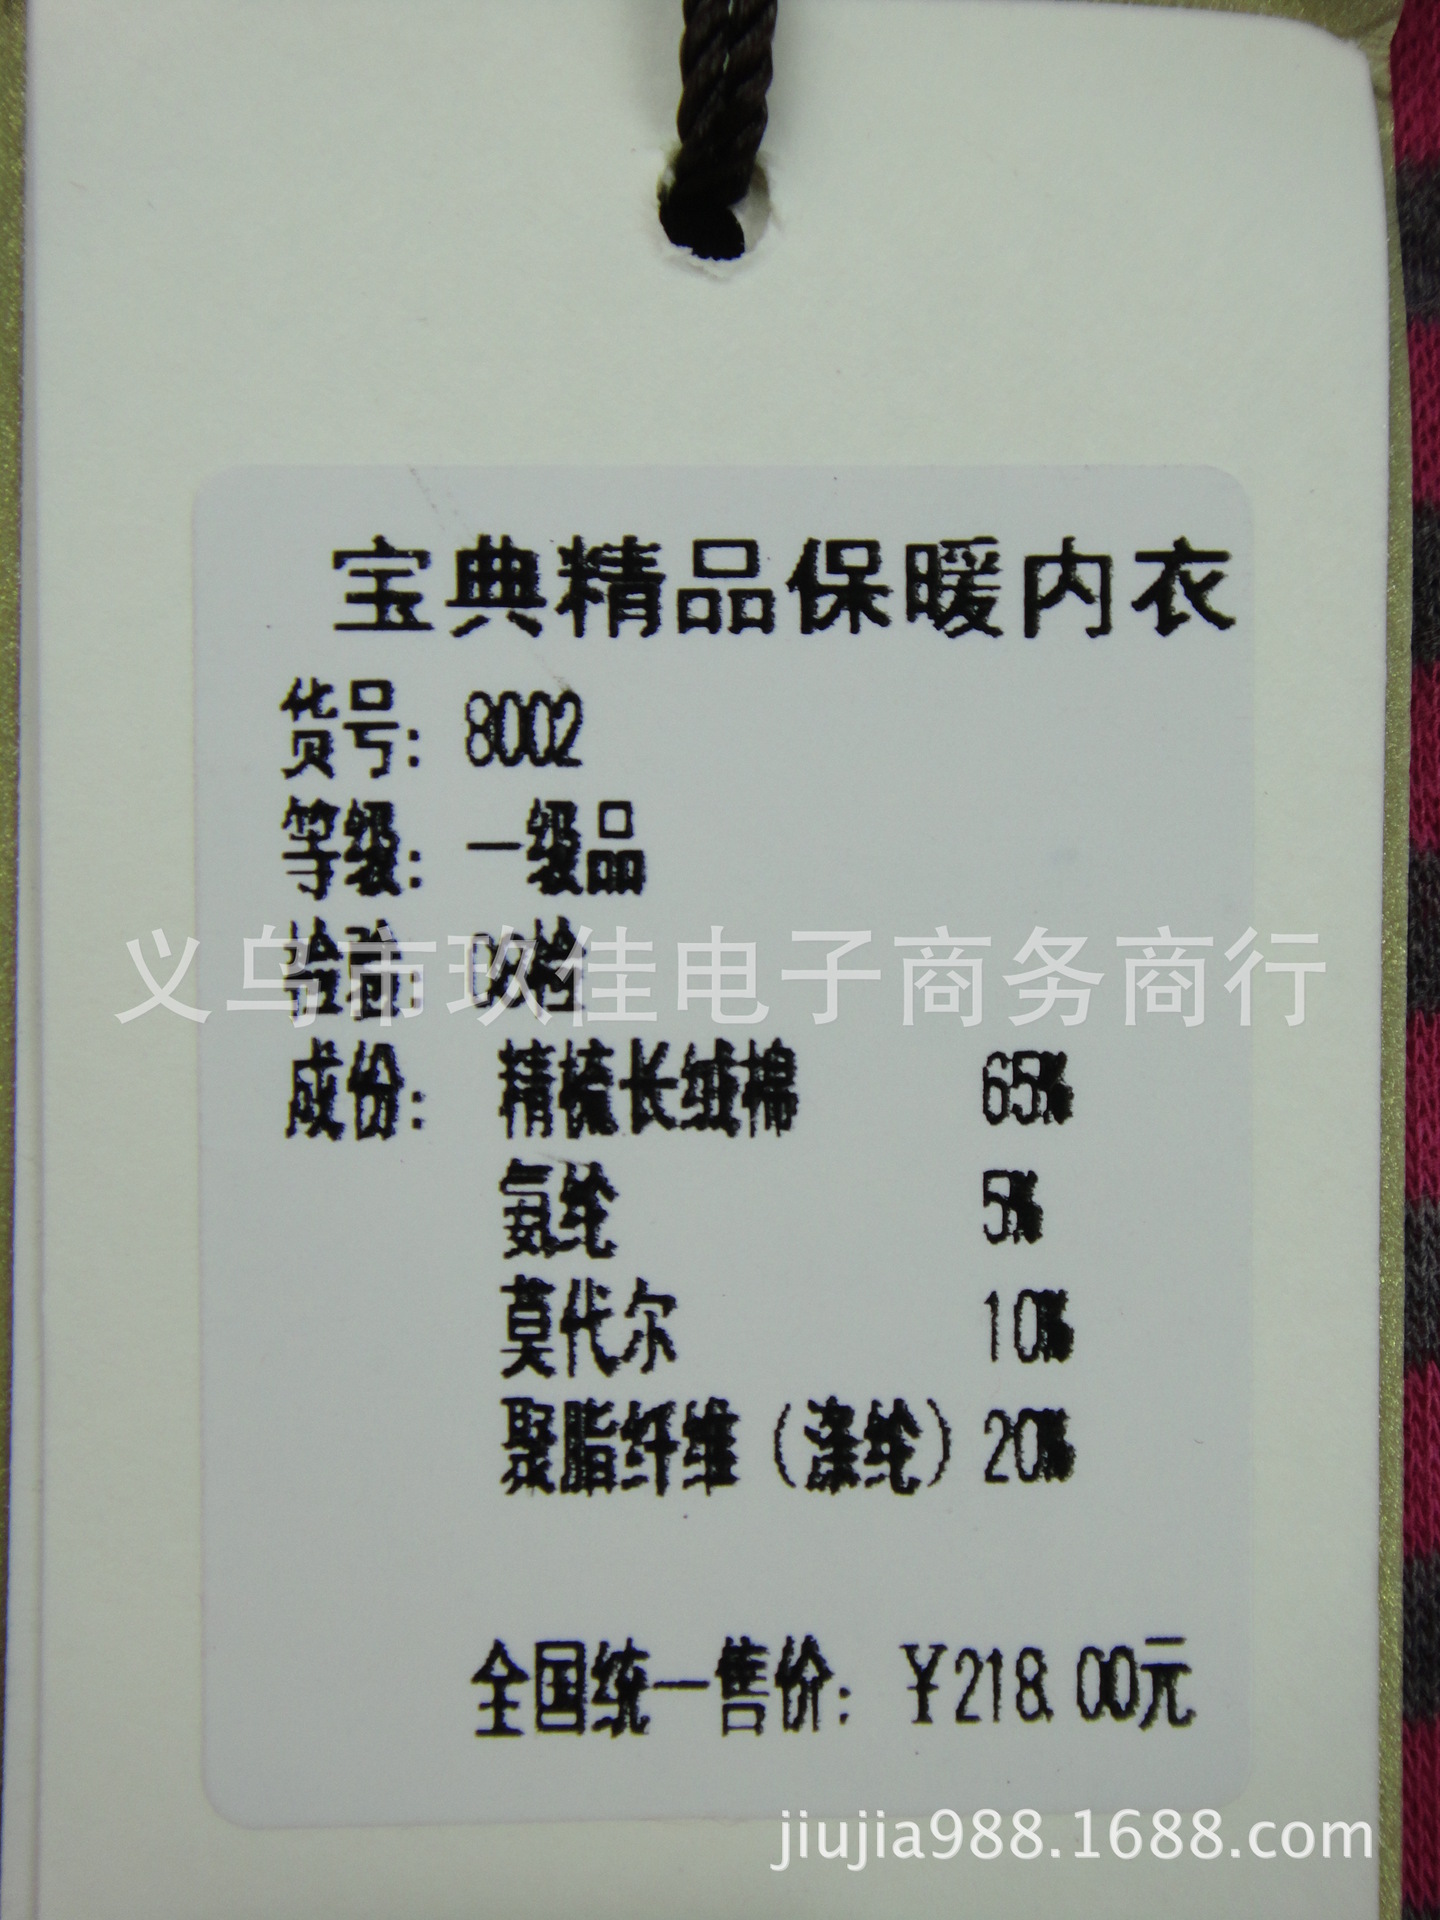 宝典精品保暖内衣
货号: 8002
等级: 一级品
检验: 检
义乌市玖佳电子商务商行
成份: 精梳长绒棉 65%
氨纶 5%
莫代尔 10%
聚脂纤维(涤纶) 20%
全国统一售价: ¥218.00元
jiujia988.1688.com